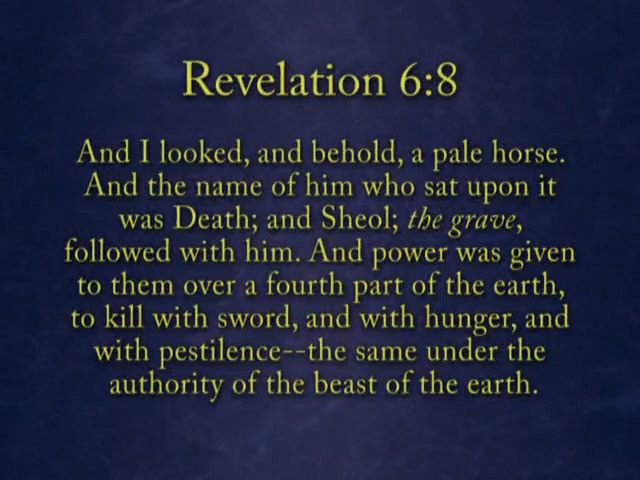 Revelation 6:8
And I looked, and behold, a pale horse.
And the name of him who sat upon it
was Death; and Sheol; the grave,
followed with him. And power was given
to them over a fourth part of the earth,
to kill with sword, and with hunger, and
with pestilence--the same under the
authority of the beast of the earth.